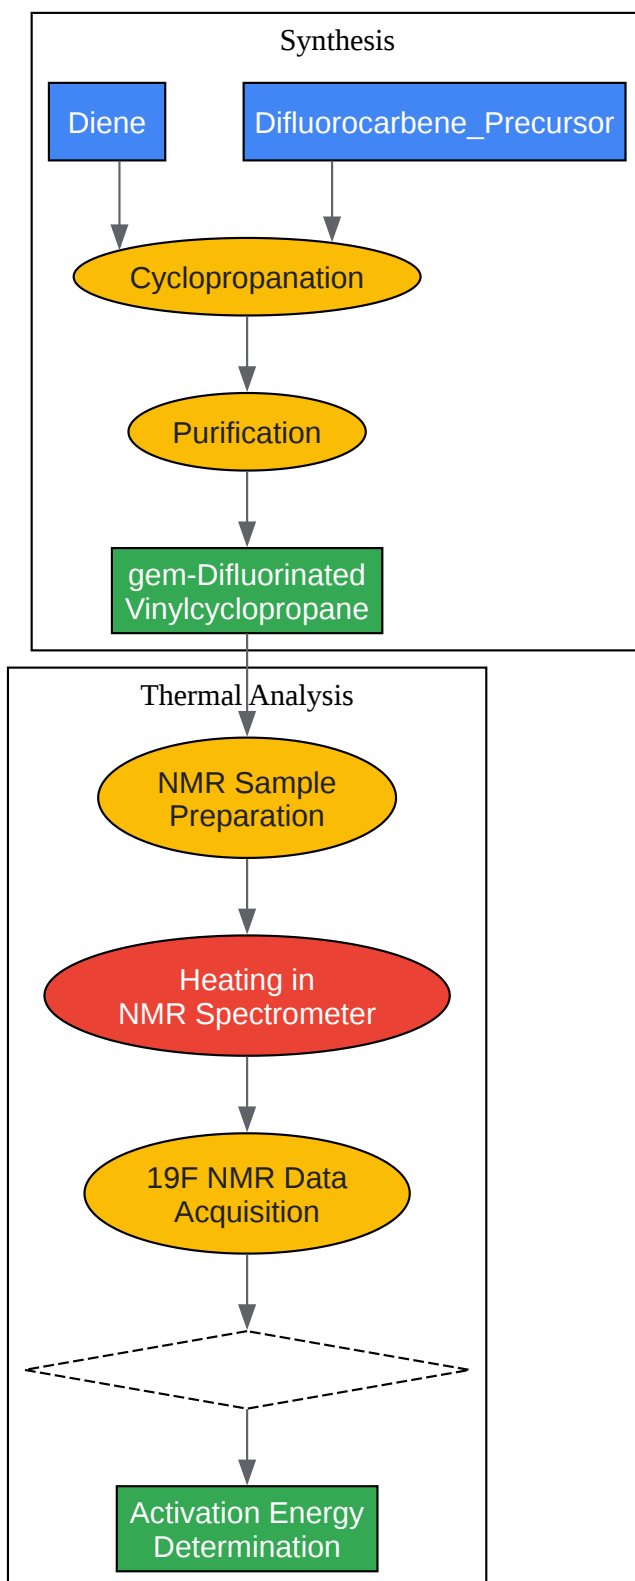 Synthesis
Diene
Difluorocarbene_Precursor
Cyclopropanation
Purification
gem-Difluorinated
Vinylcyclopropane
Thermal Analysis
NMR Sample
Preparation
Heating in
NMR Spectrometer
19F NMR Data
Acquisition
Activation Energy
Determination